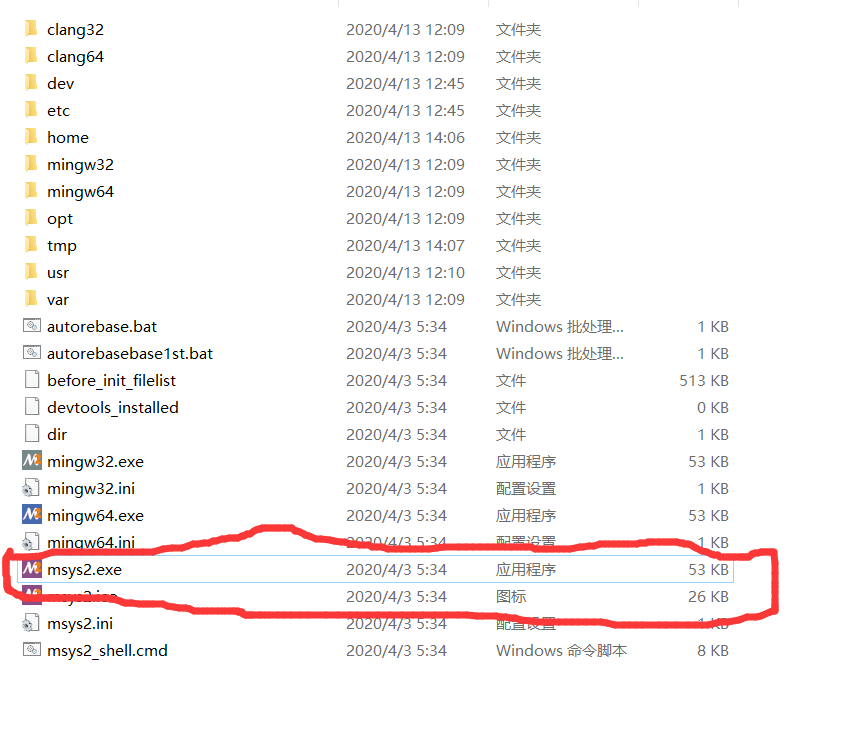 clang32 2020/4/13 12:09 文件夹
clang64 2020/4/13 12:09 文件夹
dev 2020/4/13 12:45 文件夹
etc 2020/4/13 12:45 文件夹
home 2020/4/13 14:06 文件夹
mingw32 2020/4/13 12:09 文件夹
mingw64 2020/4/13 12:09 文件夹
opt 2020/4/13 12:09 文件夹
tmp 2020/4/13 14:07 文件夹
usr 2020/4/13 12:10 文件夹
var 2020/4/13 12:09 文件夹
autorebase.bat 2020/4/3 5:34 Windows 批处理... 1 KB
autorebasebase1st.bat 2020/4/3 5:34 Windows 批处理... 1 KB
before_init_filelist 2020/4/3 5:34 文件 513 KB
devtools_installed 2020/4/3 5:34 文件 0 KB
dir 2020/4/3 5:34 文件 1 KB
mingw32.exe 2020/4/3 5:34 应用程序 53 KB
mingw32.ini 2020/4/3 5:34 配置设置 1 KB
mingw64.exe 2020/4/3 5:34 应用程序 53 KB
mingw64.ini 2020/4/3 5:34 配置设置 1 KB
msys2.exe 2020/4/3 5:34 应用程序 53 KB
msys2.ico 2020/4/3 5:34 图标 26 KB
msys2.ini 2020/4/3 5:34 配置设置 1 KB
msys2_shell.cmd 2020/4/3 5:34 Windows 命令脚本 8 KB